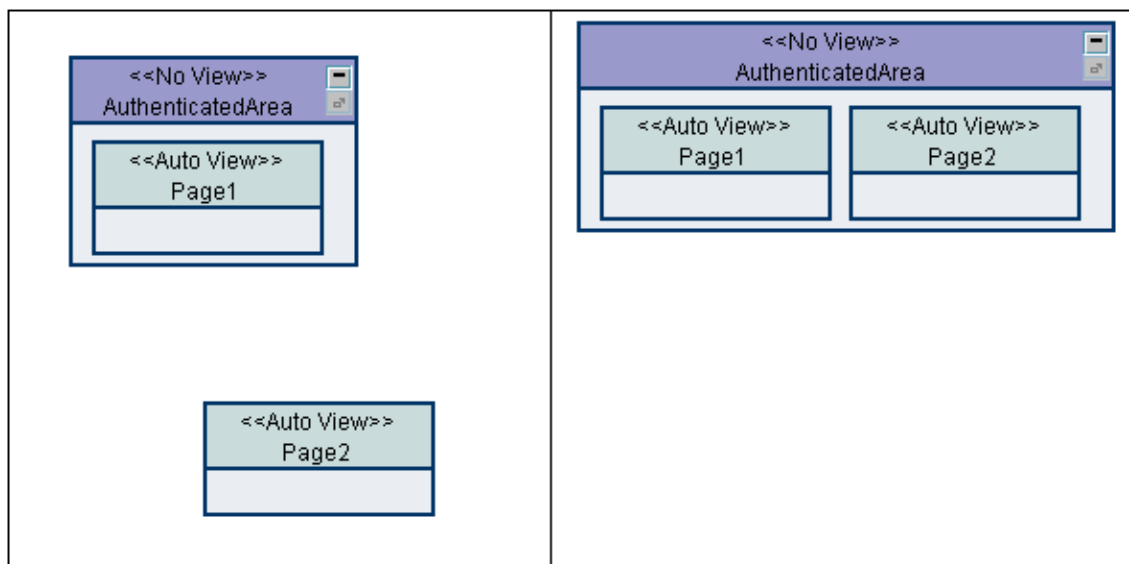 <<No View>>
AuthenticatedArea
<<Auto View>>
Page1
<<Auto View>>
Page2
<<No View>>
AuthenticatedArea
<<Auto View>>
Page1
<<Auto View>>
Page2